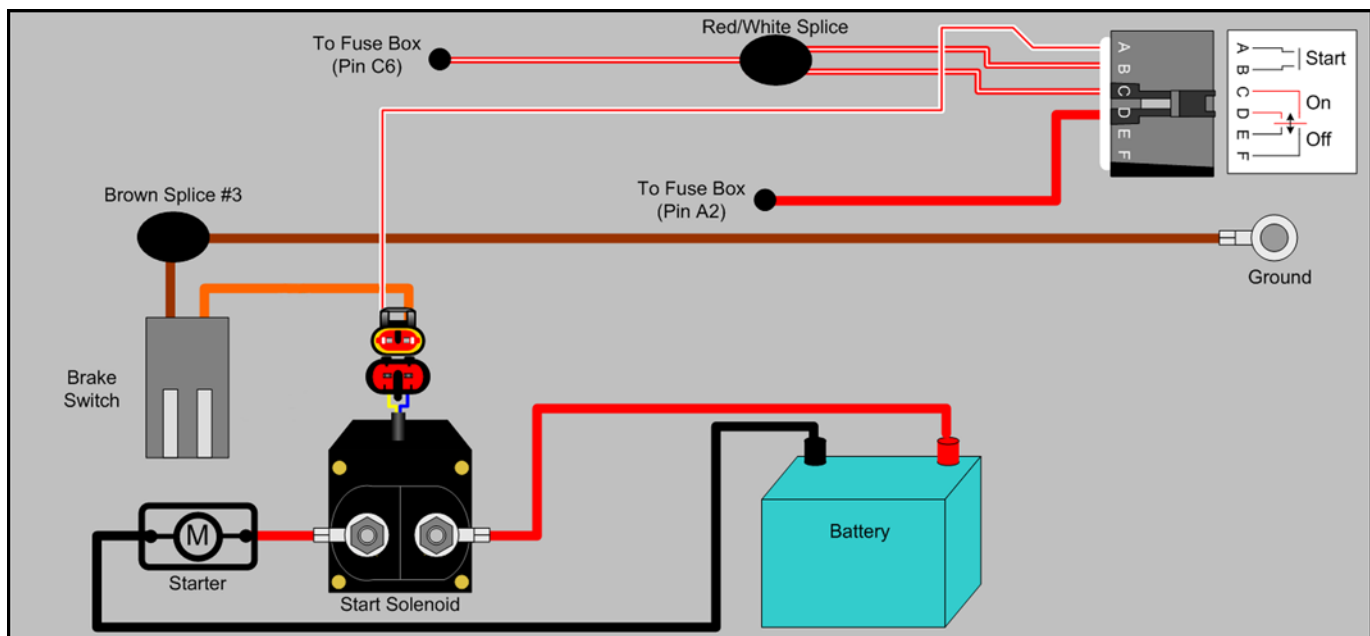 Red/White Splice
To Fuse Box
(Pin C6)
A
B
C
D
E
F
A
B
C
D
E
F
Start
On
Off
To Fuse Box
(Pin A2)
Brown Splice #3
Ground
Brake
Switch
Battery
M
Starter
Start Solenoid